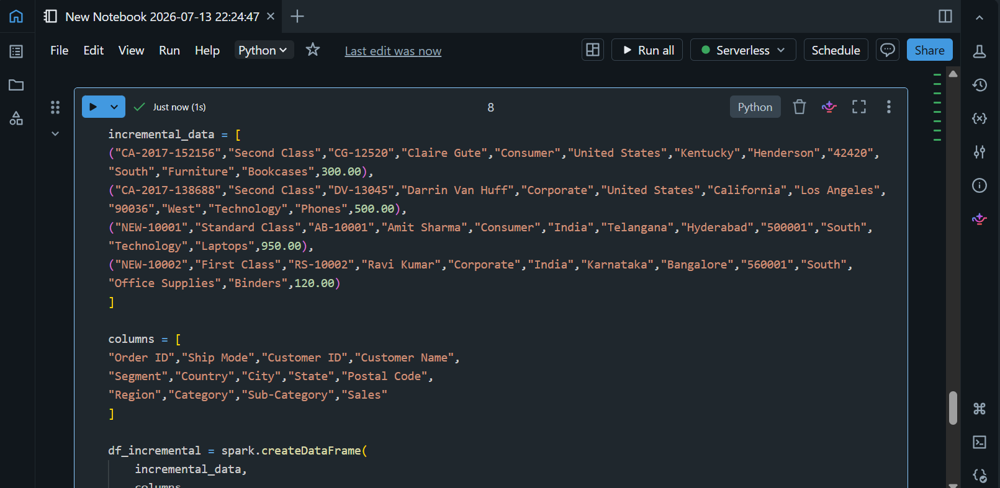 New Notebook 2026-07-13 22:24:47
File Edit View Run Help Python Last edit was now Run all Serverless Schedule Share
Just now (1s) 8 Python
incremental_data = [
("CA-2017-152156","Second Class","CG-12520","Claire Gute","Consumer","United States","Kentucky","Henderson","42420",
"South","Furniture","Bookcases",300.00),
("CA-2017-138688","Second Class","DV-13045","Darrin Van Huff","Corporate","United States","California","Los Angeles",
"90036","West","Technology","Phones",500.00),
("NEW-10001","Standard Class","AB-10001","Amit Sharma","Consumer","India","Telangana","Hyderabad","500001","South",
"Technology","Laptops",950.00),
("NEW-10002","First Class","RS-10002","Ravi Kumar","Corporate","India","Karnataka","Bangalore","560001","South",
"Office Supplies","Binders",120.00)
]
columns = [
"Order ID","Ship Mode","Customer ID","Customer Name",
"Segment","Country","City","State","Postal Code",
"Region","Category","Sub-Category","Sales"
]
df_incremental = spark.createDataFrame(
incremental_data,
columns